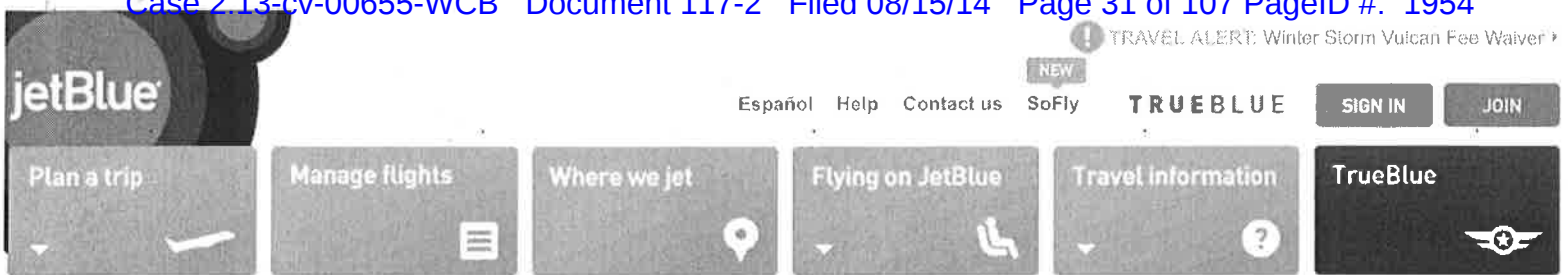 Case 2:13-cv-00655-WCB Document 117-2 Filed 08/15/14 Page 31 of 107 PageID #: 1954
TRAVEL ALERT: Winter Storm Vulcan Fee Waiver
jetBlue
NEW
Español Help Contact us SoFly TRUEBLUE SIGN IN JOIN
Plan a trip Manage flights Where we jet Flying on JetBlue Travel information TrueBlue